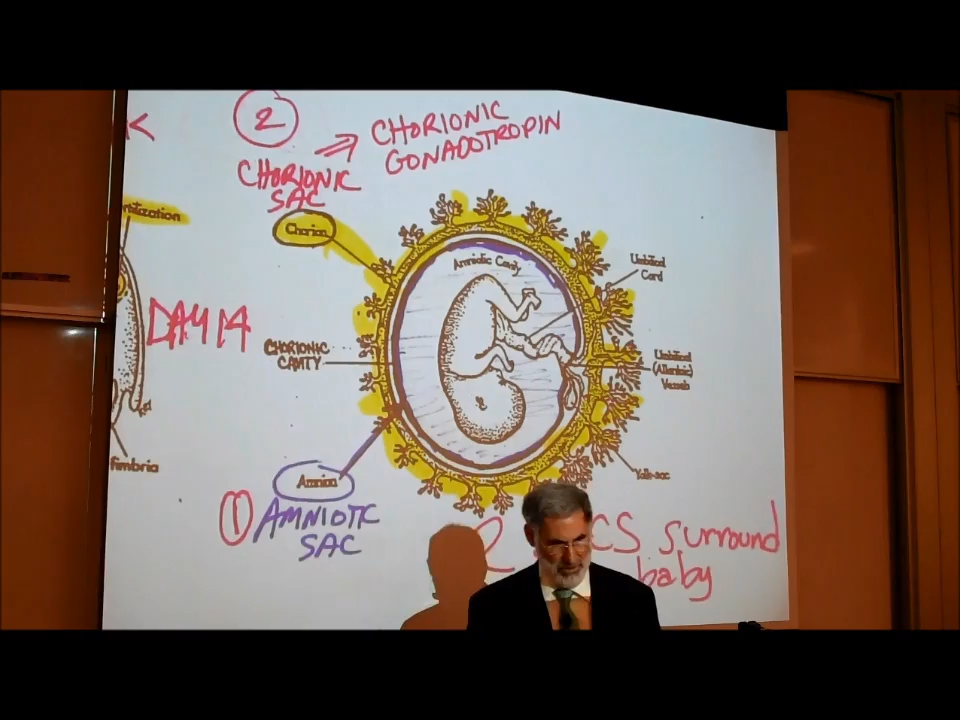 2
CHORIONIC
SAC
⇒ CHORIONIC
GONADOTROPIN
Chorion
Amniotic Cavity
Umbilical
Cord
DAY 14
CHORIONIC
CAVITY
Umbilical
(Allantoic)
Vessels
Fimbria
Yolk-sac
Amnion
1 AMNIOTIC
SAC
2
CS surround
baby